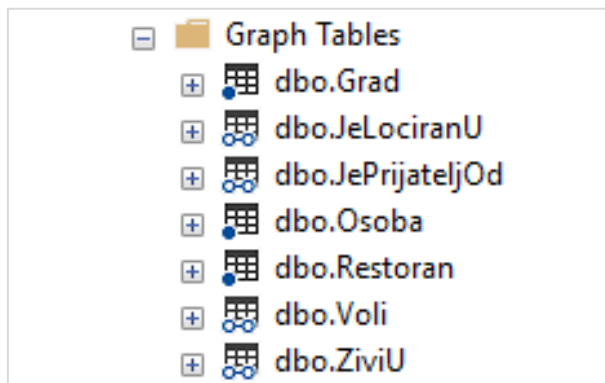 Graph Tables
dbo.Grad
dbo.JeLociranU
dbo.JePrijateljOd
dbo.Osoba
dbo.Restoran
dbo.Voli
dbo.ZiviU